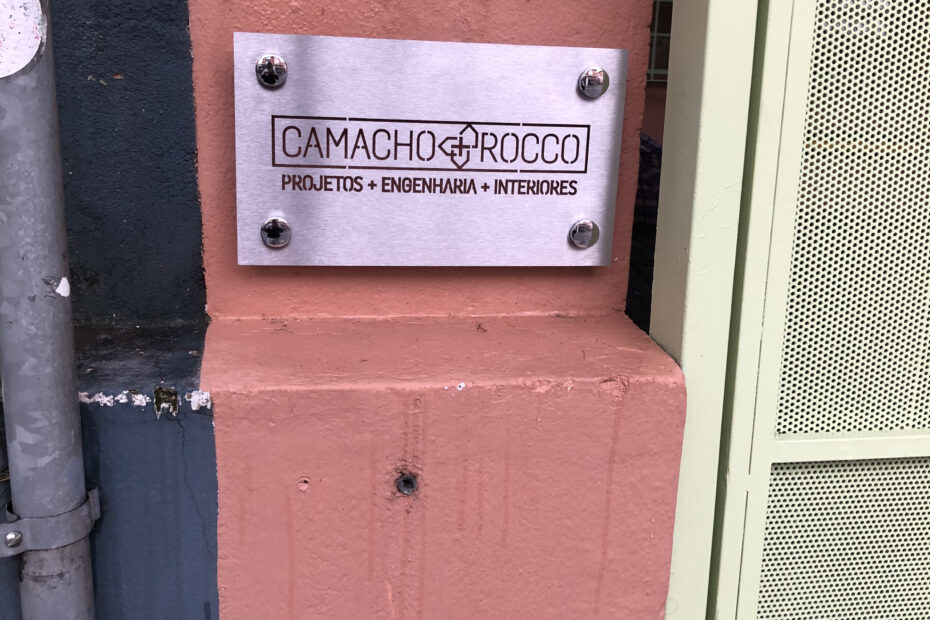 CAMACHO+ROCCO
PROJETOS + ENGENHARIA + INTERIORES